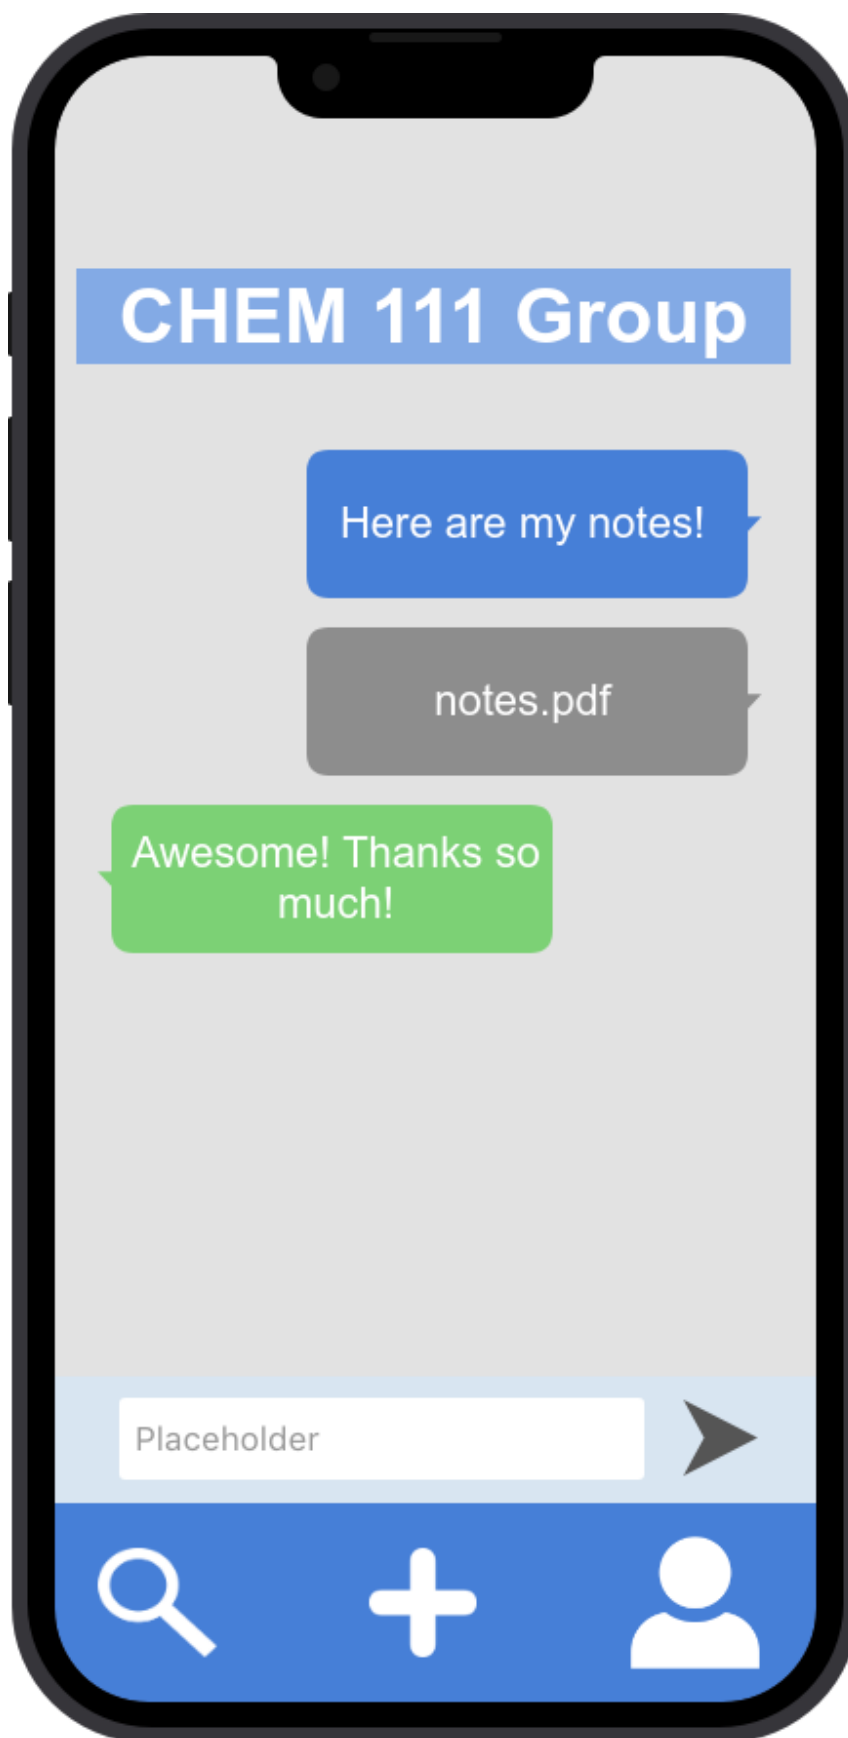 CHEM 111 Group
Here are my notes!
notes.pdf
Awesome! Thanks so
much!
Placeholder